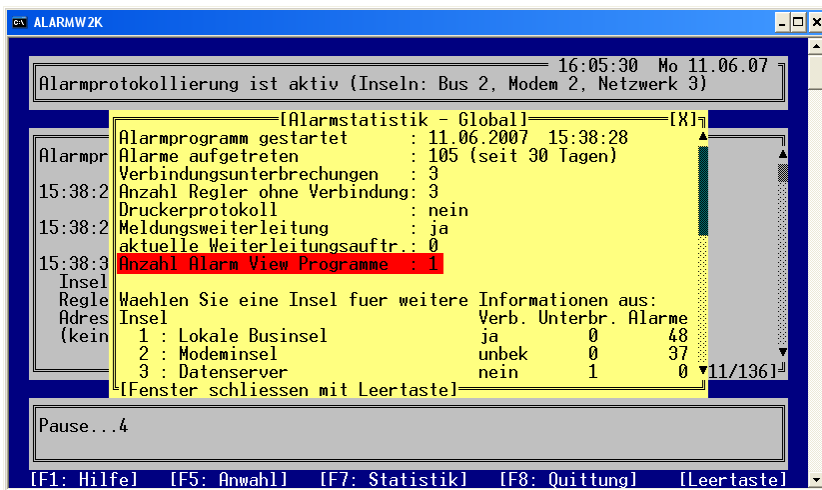 ALARMW2K
16:05:30 Mo 11.06.07
Alarmprotokollierung ist aktiv (Inseln: Bus 2, Modem 2, Netzwerk 3)
[Alarmstatistik - Global] [X]
Alarmprogramm gestartet : 11.06.2007 15:38:28
Alarmpr Alarme aufgetreten : 105 (seit 30 Tagen)
Verbindungsunterbrechungen : 3
15:38:2 Anzahl Regler ohne Verbindung: 3
Druckerprotokoll : nein
15:38:2 Meldungsweiterleitung : ja
aktuelle Weiterleitungsauftr.: 0
15:38:3 Anzahl Alarm View Programme : 1
Insel
Regle Waehlen Sie eine Insel fuer weitere Informationen aus:
Adres Insel Verb. Unterbr. Alarme
(kein 1 : Lokale Businsel ja 0 48
2 : Modeminsel unbek 0 37
3 : Datenserver nein 1 0 11/136]
[Fenster schliessen mit Leertaste]
Pause...4
[F1: Hilfe] [F5: Anwahl] [F7: Statistik] [F8: Quittung] [Leertaste]